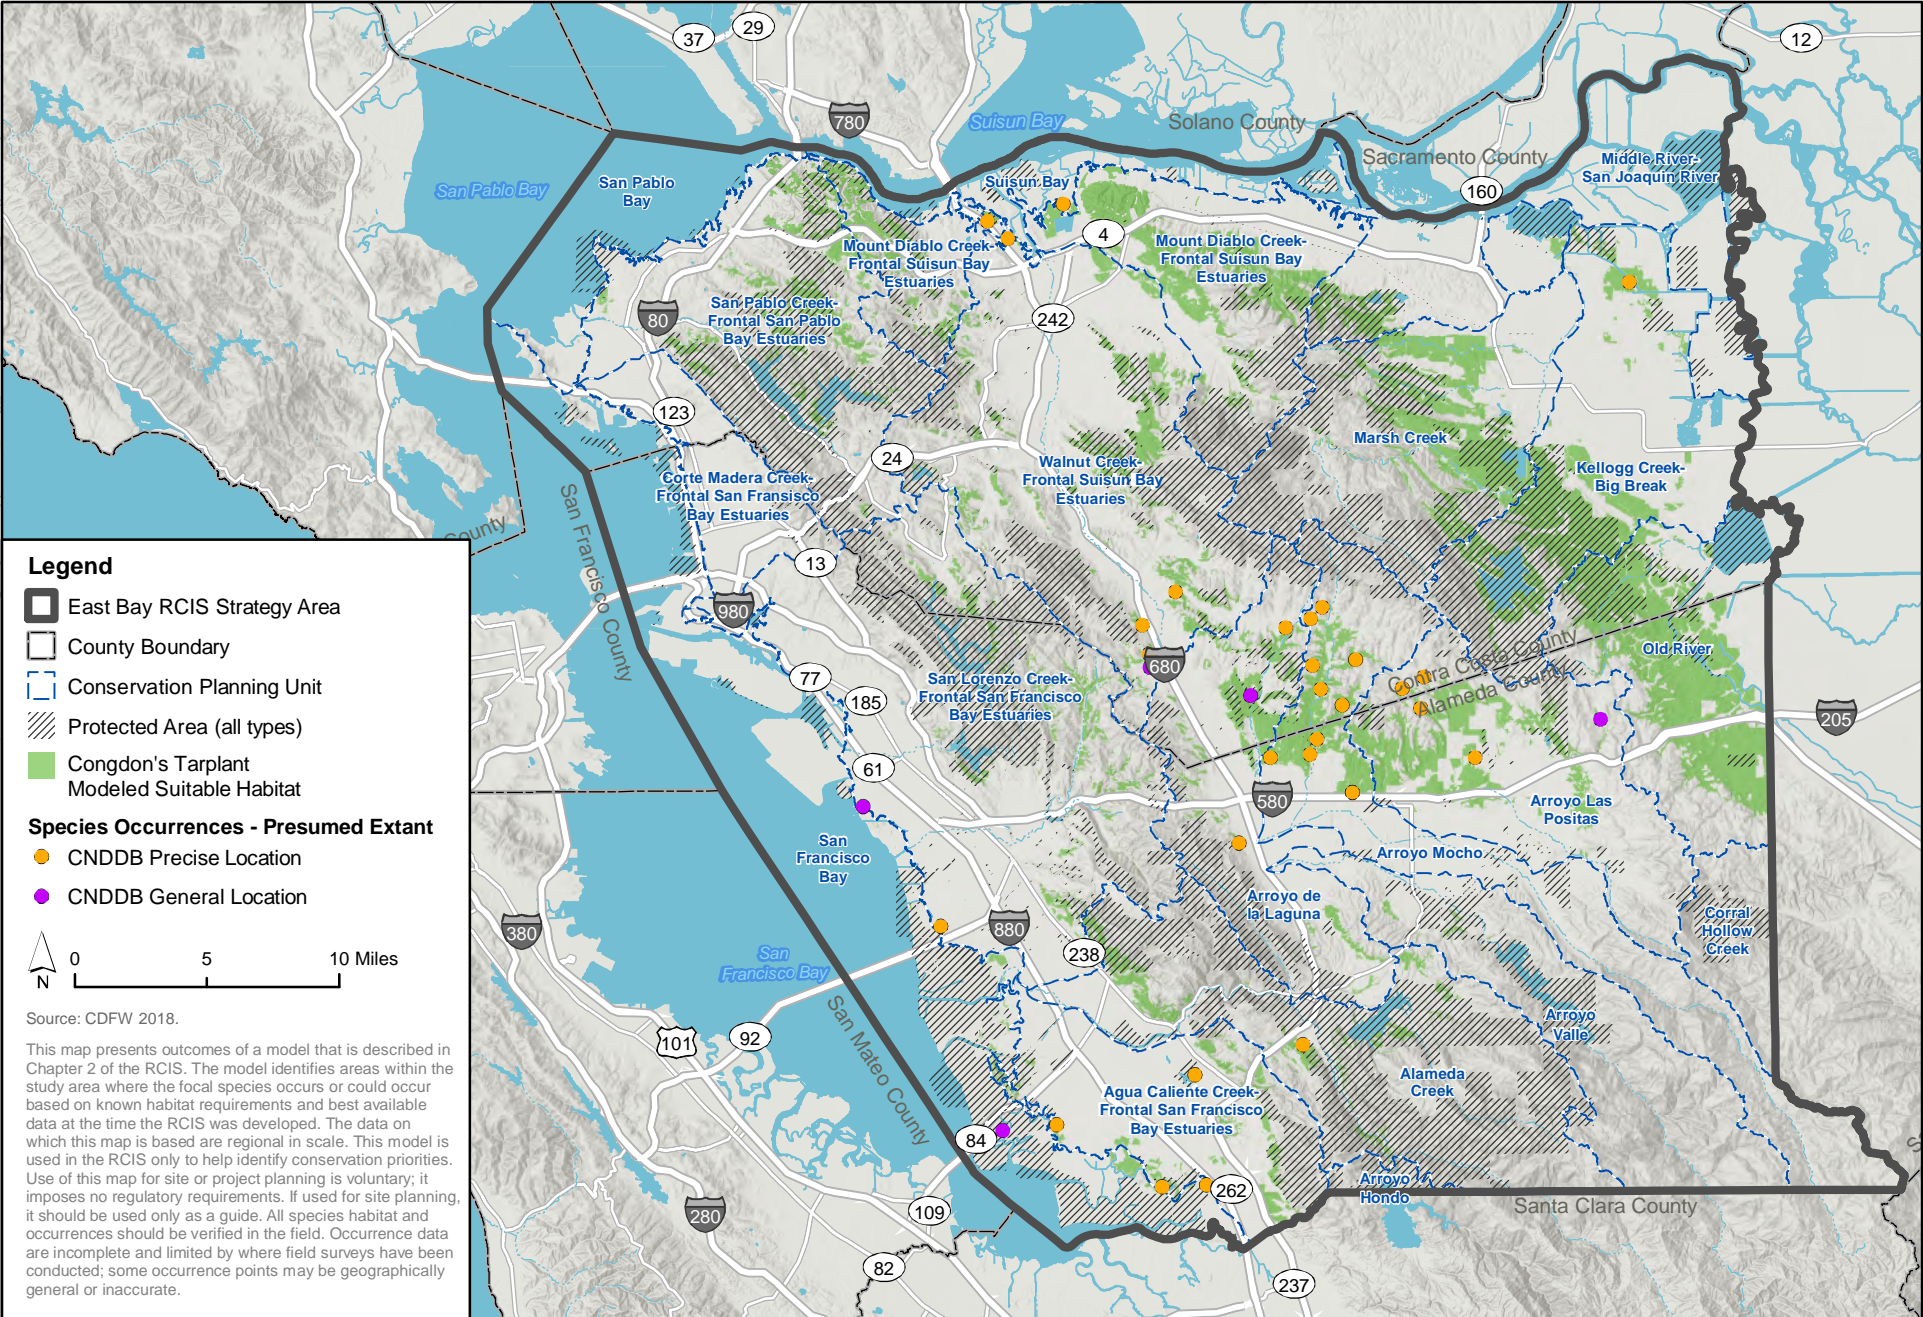 37
29
12
780
Suisun Bay
Solano County
Sacramento County
Middle River-
San Joaquin River
San Pablo Bay
San Pablo
Bay
Suisun Bay
160
4
Mount Diablo Creek-
Frontal Suisun Bay
Estuaries
Mount Diablo Creek-
Frontal Suisun Bay
Estuaries
San Pablo Creek-
Frontal San Pablo
Bay Estuaries
80
242
123
24
Marsh Creek
Walnut Creek-
Frontal Suisun Bay
Estuaries
Kellogg Creek-
Big Break
Corte Madera Creek-
Frontal San Fransisco
Bay Estuaries
County
San Francisco County
13
980
680
Contra Costa County
Alameda County
Old River
77
185
San Lorenzo Creek-
Frontal San Francisco
Bay Estuaries
205
61
580
Arroyo Las
Positas
San
Francisco
Bay
Arroyo Mocho
Arroyo de
la Laguna
Corral
Hollow
Creek
380
880
238
San
Francisco Bay
San Mateo County
101
92
Arroyo
Valle
Alameda
Creek
Agua Caliente Creek-
Frontal San Francisco
Bay Estuaries
84
262
Arroyo
Hondo
Santa Clara County
280
109
82
237
S
Legend
East Bay RCIS Strategy Area
County Boundary
Conservation Planning Unit
Protected Area (all types)
Congdon's Tarplant
Modeled Suitable Habitat
Species Occurrences - Presumed Extant
CNDDB Precise Location
CNDDB General Location
N
0 5 10 Miles
Source: CDFW 2018.
This map presents outcomes of a model that is described in
Chapter 2 of the RCIS. The model identifies areas within the
study area where the focal species occurs or could occur
based on known habitat requirements and best available
data at the time the RCIS was developed. The data on
which this map is based are regional in scale. This model is
used in the RCIS only to help identify conservation priorities.
Use of this map for site or project planning is voluntary; it
imposes no regulatory requirements. If used for site planning,
it should be used only as a guide. All species habitat and
occurrences should be verified in the field. Occurrence data
are incomplete and limited by where field surveys have been
conducted; some occurrence points may be geographically
general or inaccurate.